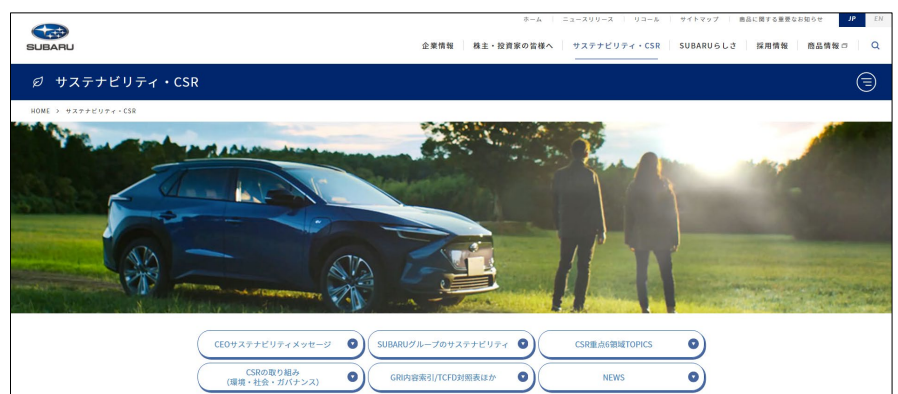 ホーム ニュースリリース リコール サイトマップ 商品に関する重要なお知らせ JP EN
SUBARU
企業情報 株主・投資家の皆様へ サステナビリティ・CSR SUBARUらしさ 採用情報 商品情報
サステナビリティ・CSR
HOME > サステナビリティ・CSR
CEOサステナビリティメッセージ SUBARUグループのサステナビリティ CSR重点6領域TOPICS
CSRの取り組み
(環境・社会・ガバナンス) GRI内容索引/TCFD対照表ほか NEWS